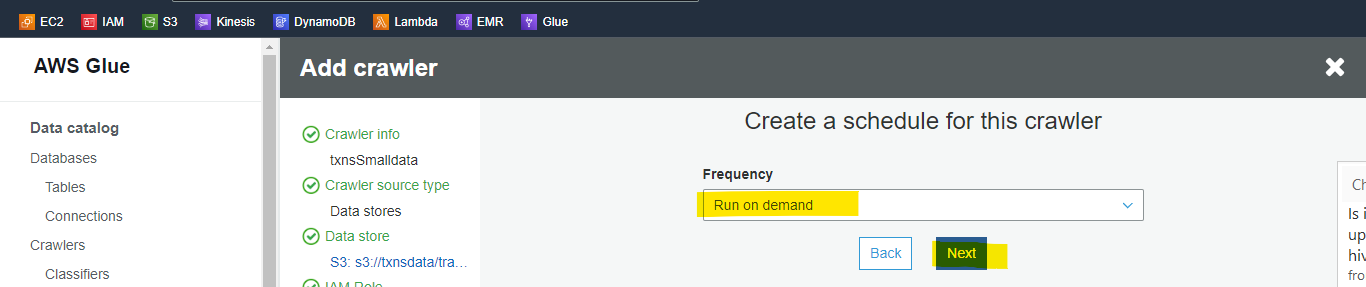 EC2 IAM S3 Kinesis DynamoDB Lambda EMR Glue
AWS Glue
Data catalog
Databases
Tables
Connections
Crawlers
Classifiers
Add crawler
Crawler info
txnsSmalldata
Crawler source type
Data stores
Data store
S3: s3://txnsdata/tra...
IAM Role
Create a schedule for this crawler
Frequency
Run on demand
Back Next
Is
up
hiv
fro